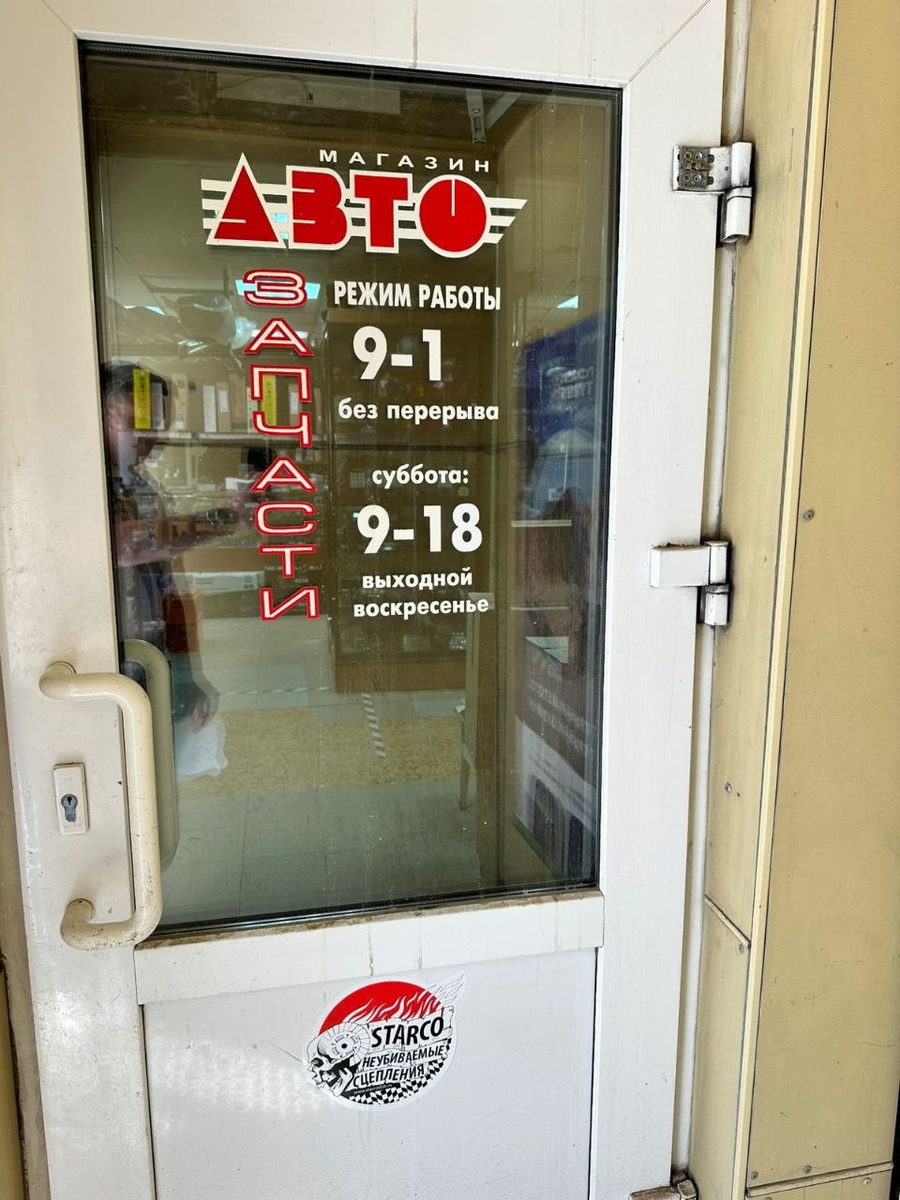 МАГАЗИН
АВТО
ЗАПЧАСТИ
РЕЖИМ РАБОТЫ
9-1
без перерыва
суббота:
9-18
выходной
воскресенье
STARCO
НЕУБИВАЕМЫЕ
СЦЕПЛЕНИЯ